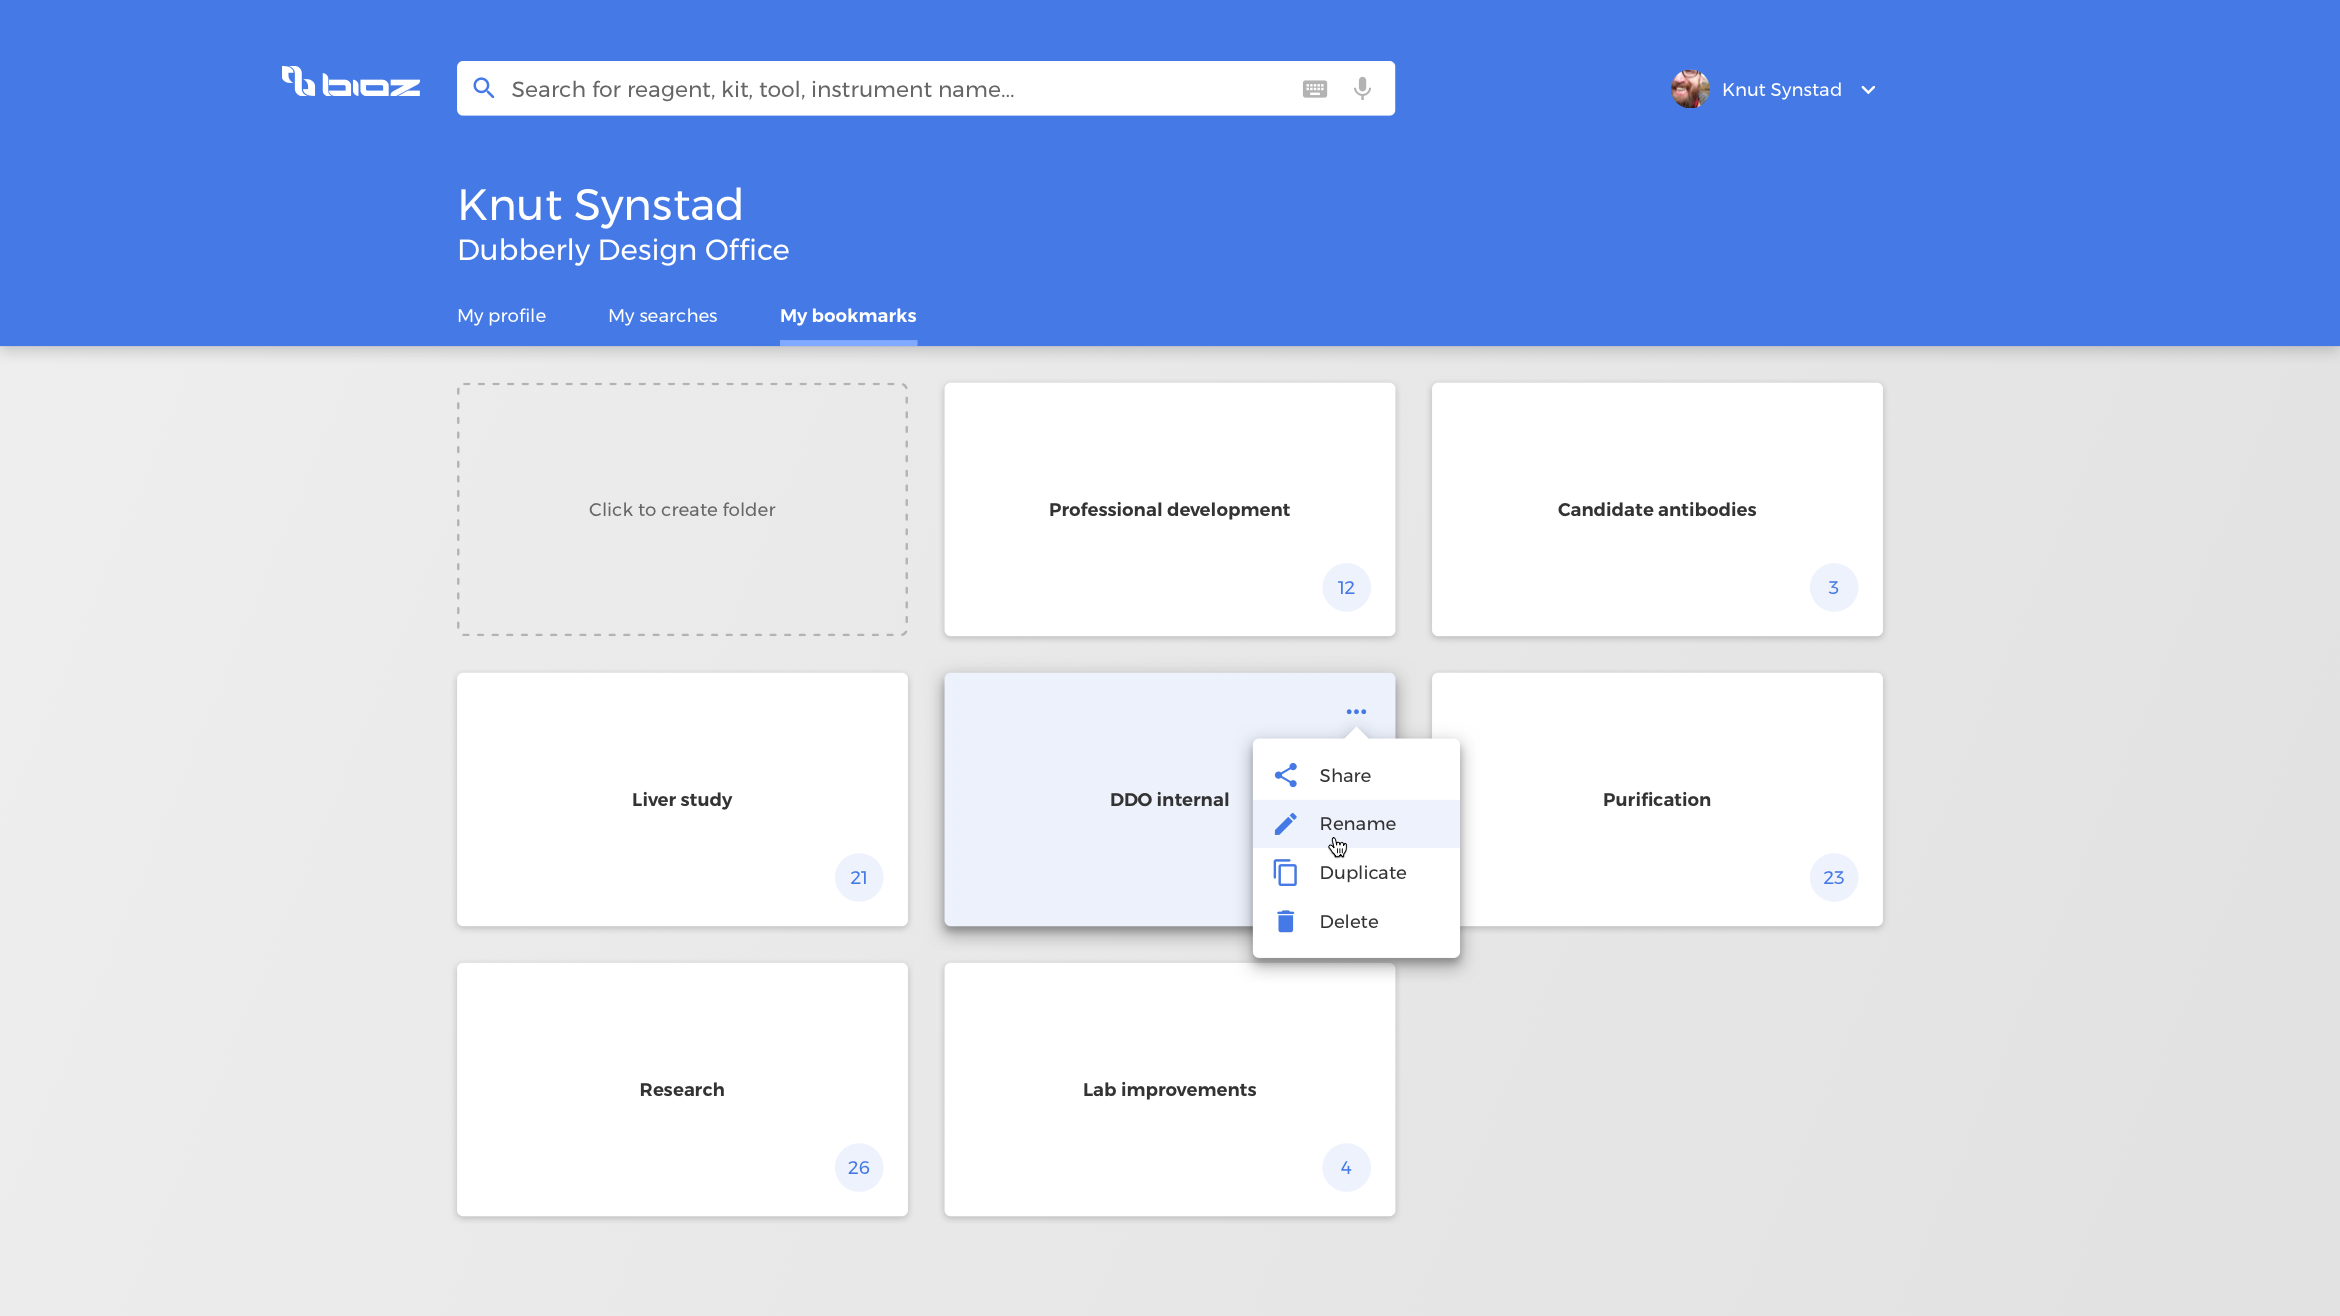 bioz
Search for reagent, kit, tool, instrument name...
Knut Synstad
Knut Synstad
Dubberly Design Office
My profile
My searches
My bookmarks
Click to create folder
Professional development
12
Candidate antibodies
3
Liver study
21
DDO internal
Share
Rename
Duplicate
Delete
Purification
23
Research
26
Lab improvements
4